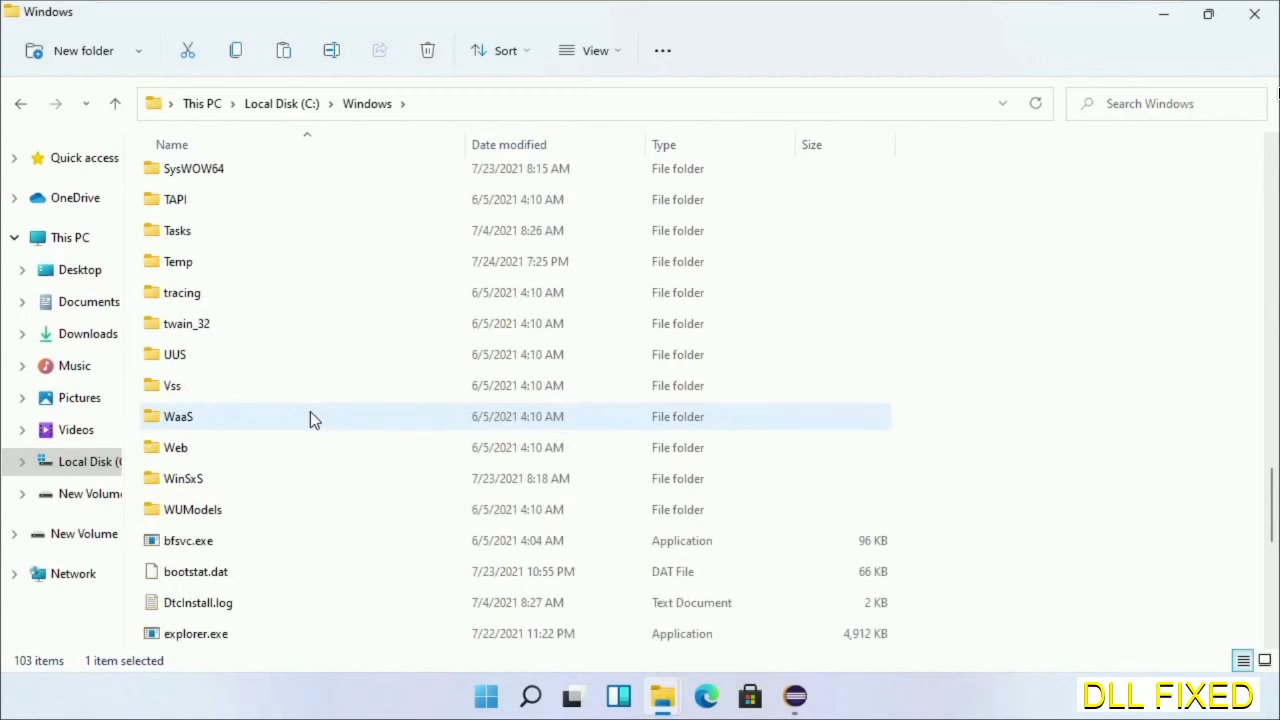 Windows
New folder
Sort
View
This PC
Local Disk (C:)
Windows
Search Windows
Name Date modified Type Size
Quick access
OneDrive
This PC
Desktop
Documents
Downloads
Music
Pictures
Videos
Local Disk (
New Volum
New Volume
Network
SysWOW64 7/23/2021 8:15 AM File folder
TAPI 6/5/2021 4:10 AM File folder
Tasks 7/4/2021 8:26 AM File folder
Temp 7/24/2021 7:25 PM File folder
tracing 6/5/2021 4:10 AM File folder
twain_32 6/5/2021 4:10 AM File folder
UUS 6/5/2021 4:10 AM File folder
Vss 6/5/2021 4:10 AM File folder
WaaS 6/5/2021 4:10 AM File folder
Web 6/5/2021 4:10 AM File folder
WinSxS 7/23/2021 8:18 AM File folder
WUModels 6/5/2021 4:10 AM File folder
bfsvc.exe 6/5/2021 4:04 AM Application 96 KB
bootstat.dat 7/23/2021 10:55 PM DAT File 66 KB
DtcInstall.log 7/4/2021 8:27 AM Text Document 2 KB
explorer.exe 7/22/2021 11:22 PM Application 4,912 KB
103 items 1 item selected
DLL FIXED